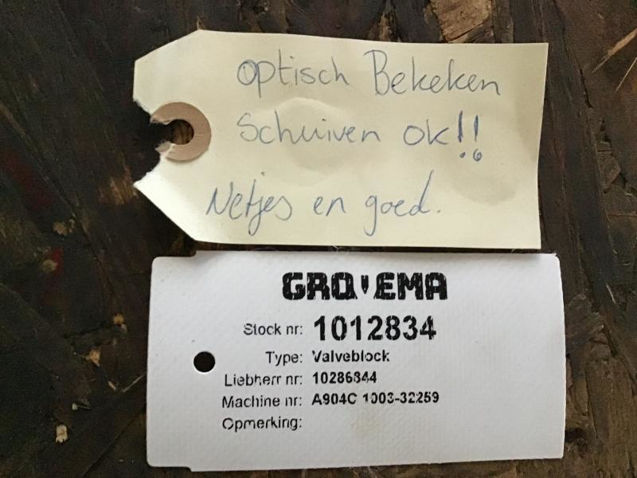 optisch Bekeken
Schuiven ok!!
Netjes en goed.
GROVEMA
Stock nr: 1012834
Type: Valveblock
Liebherr nr: 10286844
Machine nr: A904C 1003-32259
Opmerking: